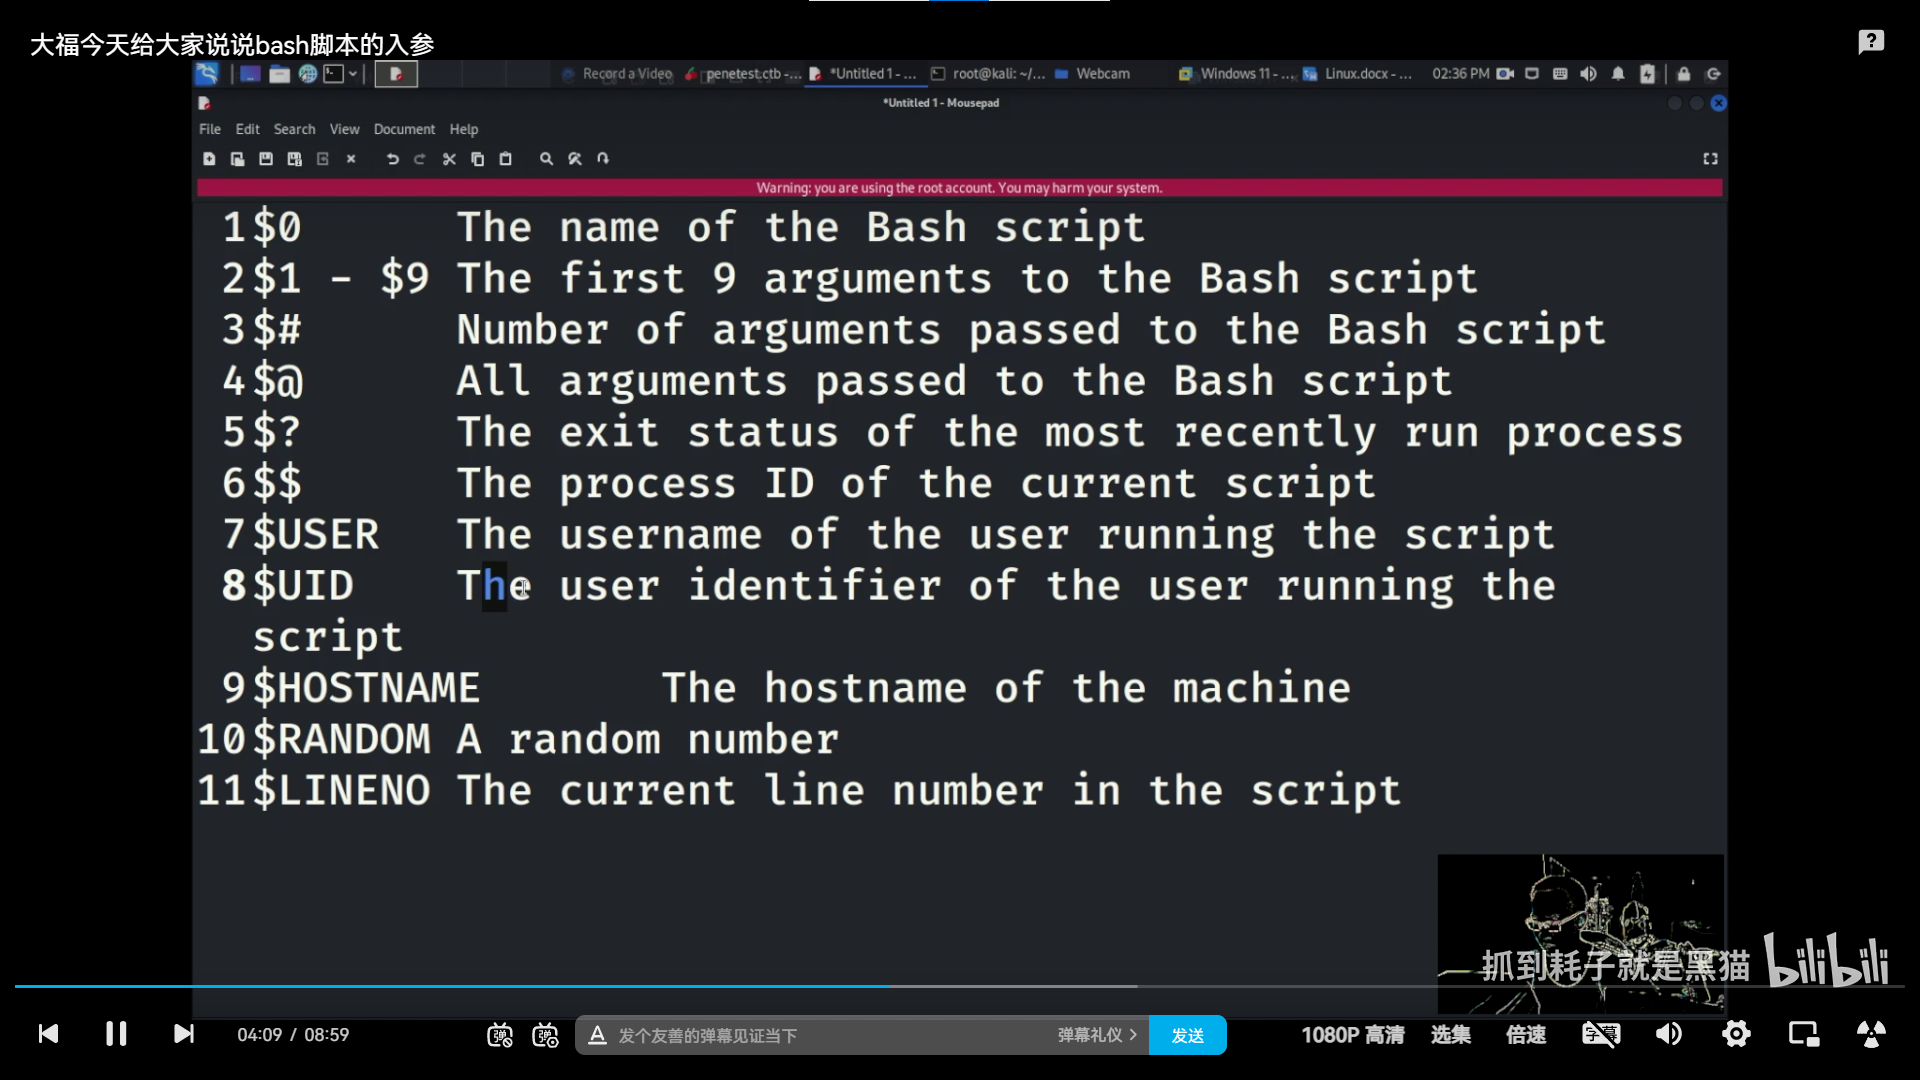 大福今天给大家说说bash脚本的入参
Record a Video
penetest.ctb -...
*Untitled 1 - ...
root@kali: ~/...
Webcam
Windows 11 -...
Linux.docx - ...
02:36 PM
*Untitled 1 - Mousepad
File Edit Search View Document Help
Warning: you are using the root account. You may harm your system.
1 $0 The name of the Bash script
2 $1 - $9 The first 9 arguments to the Bash script
3 $# Number of arguments passed to the Bash script
4 $@ All arguments passed to the Bash script
5 $? The exit status of the most recently run process
6 $$ The process ID of the current script
7 $USER The username of the user running the script
8 $UID The user identifier of the user running the
script
9 $HOSTNAME The hostname of the machine
10 $RANDOM A random number
11 $LINENO The current line number in the script
抓到耗子就是黑猫 bilibili
04:09 / 08:59
弹
弹
A 发个友善的弹幕见证当下
弹幕礼仪 >
发送
1080P 高清
选集
倍速
字幕